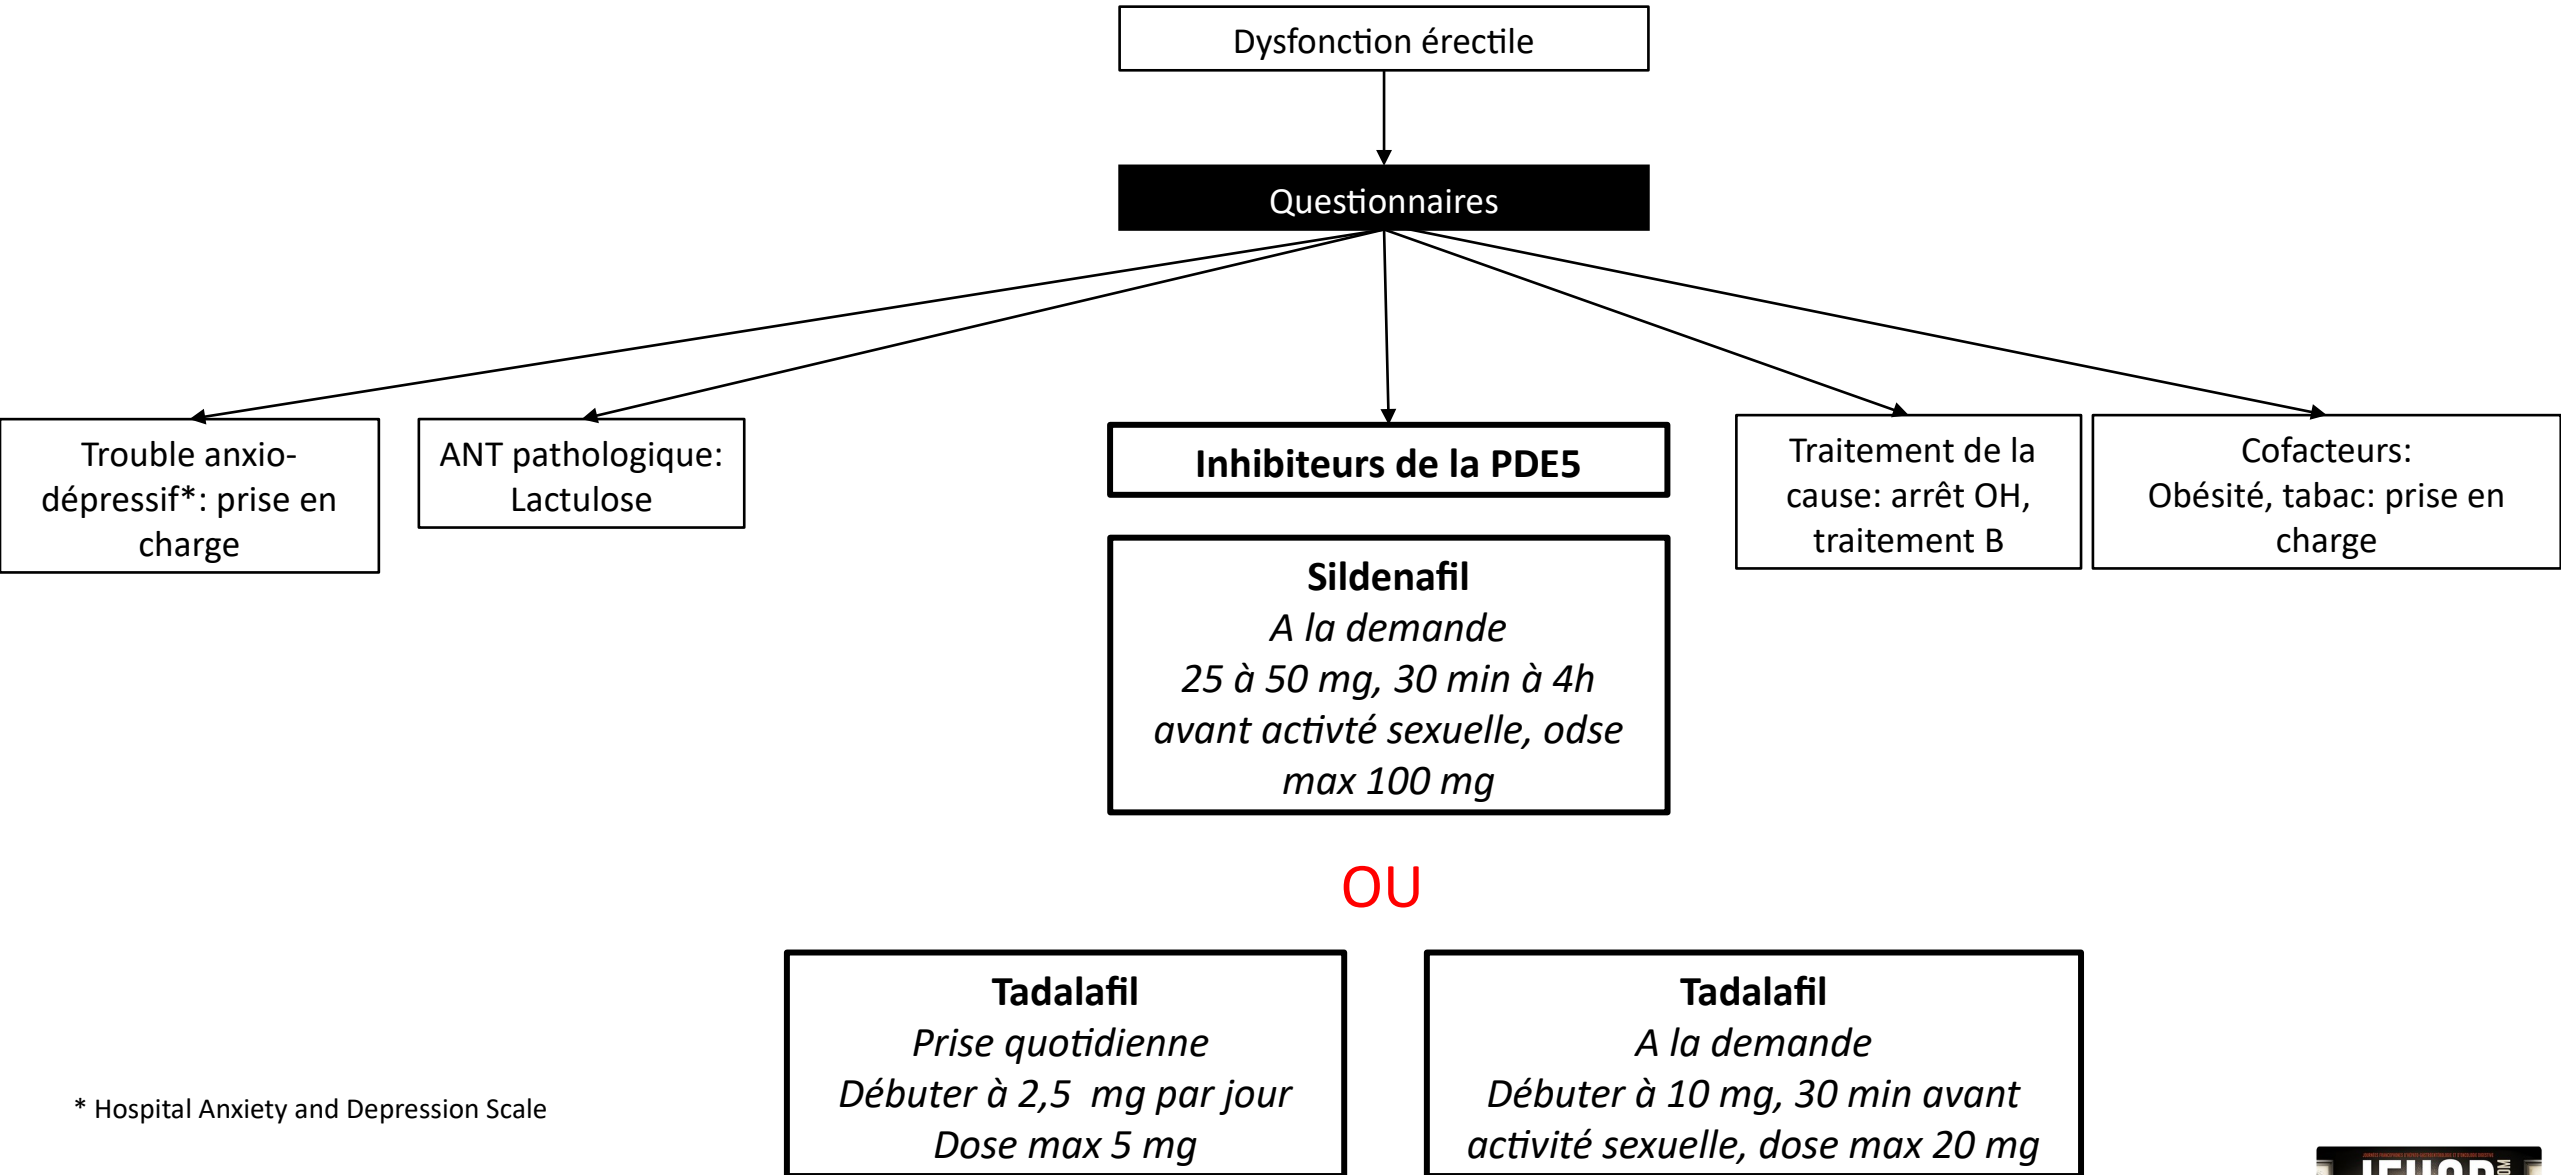 Dysfonction érectile
Questionnaires
Trouble anxio-
dépressif*: prise en
charge
ANT pathologique:
Lactulose
Inhibiteurs de la PDE5
Traitement de la
cause: arrêt OH,
traitement B
Cofacteurs:
Obésité, tabac: prise en
charge
Sildenafil
A la demande
25 à 50 mg, 30 min à 4h
avant activté sexuelle, odse
max 100 mg
OU
Tadalafil
Prise quotidienne
Débuter à 2,5 mg par jour
Dose max 5 mg
Tadalafil
A la demande
Débuter à 10 mg, 30 min avant
activité sexuelle, dose max 20 mg
* Hospital Anxiety and Depression Scale